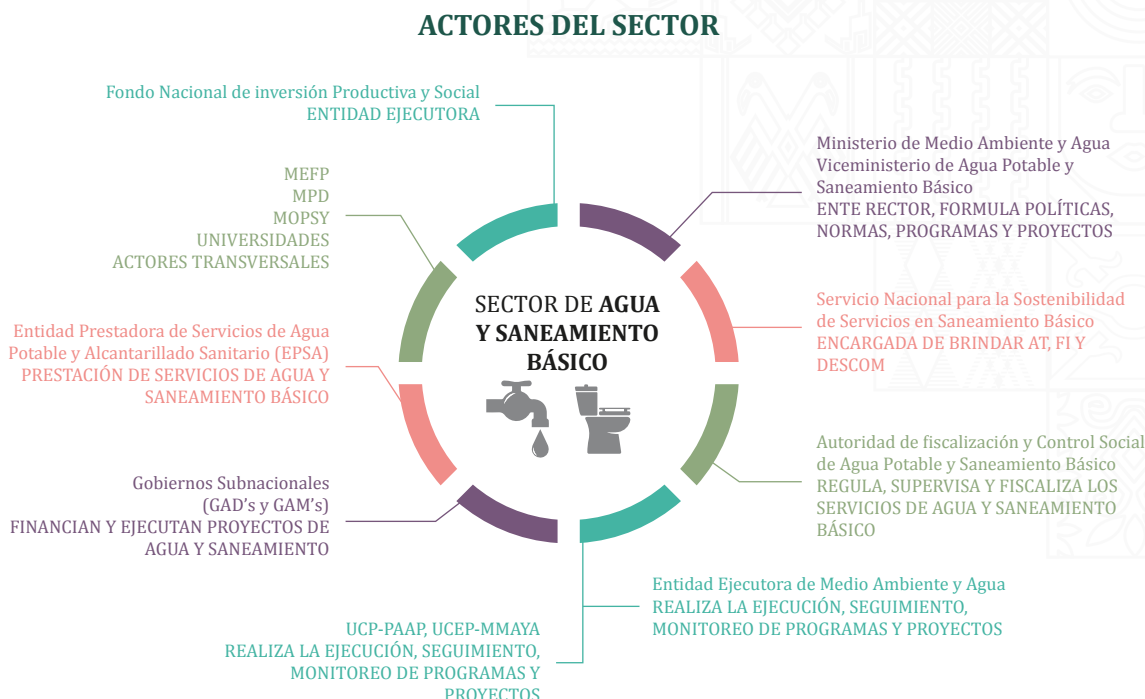 ACTORES DEL SECTOR
Fondo Nacional de inversión Productiva y Social
ENTIDAD EJECUTORA
MEFP
MPD
MOPSY
UNIVERSIDADES
ACTORES TRANSVERSALES
Entidad Prestadora de Servicios de Agua
Potable y Alcantarillado Sanitario (EPSA)
PRESTACIÓN DE SERVICIOS DE AGUA Y
SANEAMIENTO BÁSICO
Gobiernos Subnacionales
(GAD's y GAM's)
FINANCIAN Y EJECUTAN PROYECTOS DE
AGUA Y SANEAMIENTO
UCP-PAAP, UCEP-MMAYA
REALIZA LA EJECUCIÓN, SEGUIMIENTO,
MONITOREO DE PROGRAMAS Y
PROYECTOS
SECTOR DE AGUA
Y SANEAMIENTO
BÁSICO
Ministerio de Medio Ambiente y Agua
Viceministerio de Agua Potable y
Saneamiento Básico
ENTE RECTOR, FORMULA POLÍTICAS,
NORMAS, PROGRAMAS Y PROYECTOS
Servicio Nacional para la Sostenibilidad
de Servicios en Saneamiento Básico
ENCARGADA DE BRINDAR AT, FI Y
DESCOM
Autoridad de fiscalización y Control Social
de Agua Potable y Saneamiento Básico
REGULA, SUPERVISA Y FISCALIZA LOS
SERVICIOS DE AGUA Y SANEAMIENTO
BÁSICO
Entidad Ejecutora de Medio Ambiente y Agua
REALIZA LA EJECUCIÓN, SEGUIMIENTO,
MONITOREO DE PROGRAMAS Y PROYECTOS